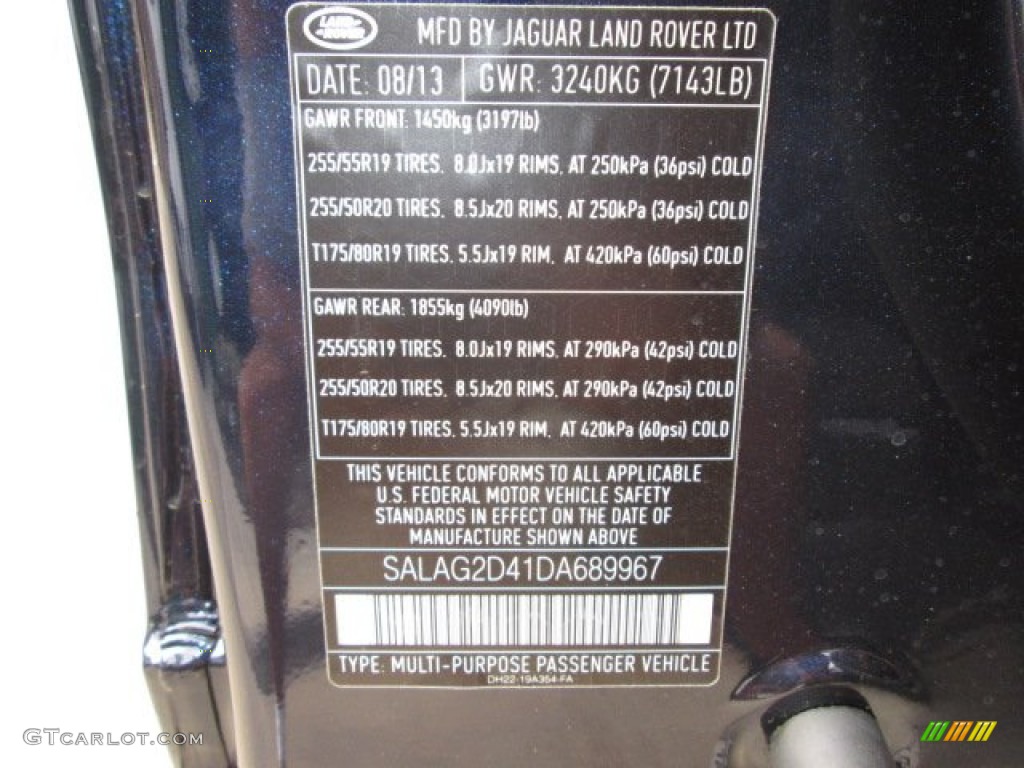 LAND ROVER
MFD BY JAGUAR LAND ROVER LTD
DATE: 08/13 GWR: 3240KG (7143LB)
GAWR FRONT: 1450kg (3197lb)
255/55R19 TIRES. 8.0Jx19 RIMS. AT 250kPa (36psi) COLD
255/50R20 TIRES. 8.5Jx20 RIMS. AT 250kPa (36psi) COLD
T175/80R19 TIRES. 5.5Jx19 RIM. AT 420kPa (60psi) COLD
GAWR REAR: 1855kg (4090lb)
255/55R19 TIRES. 8.0Jx19 RIMS. AT 290kPa (42psi) COLD
255/50R20 TIRES. 8.5Jx20 RIMS. AT 290kPa (42psi) COLD
T175/80R19 TIRES. 5.5Jx19 RIM. AT 420kPa (60psi) COLD
THIS VEHICLE CONFORMS TO ALL APPLICABLE
U.S. FEDERAL MOTOR VEHICLE SAFETY
STANDARDS IN EFFECT ON THE DATE OF
MANUFACTURE SHOWN ABOVE
SALAG2D41DA689967
TYPE: MULTI-PURPOSE PASSENGER VEHICLE
DH22-19A354-FA
GTCarLot.com